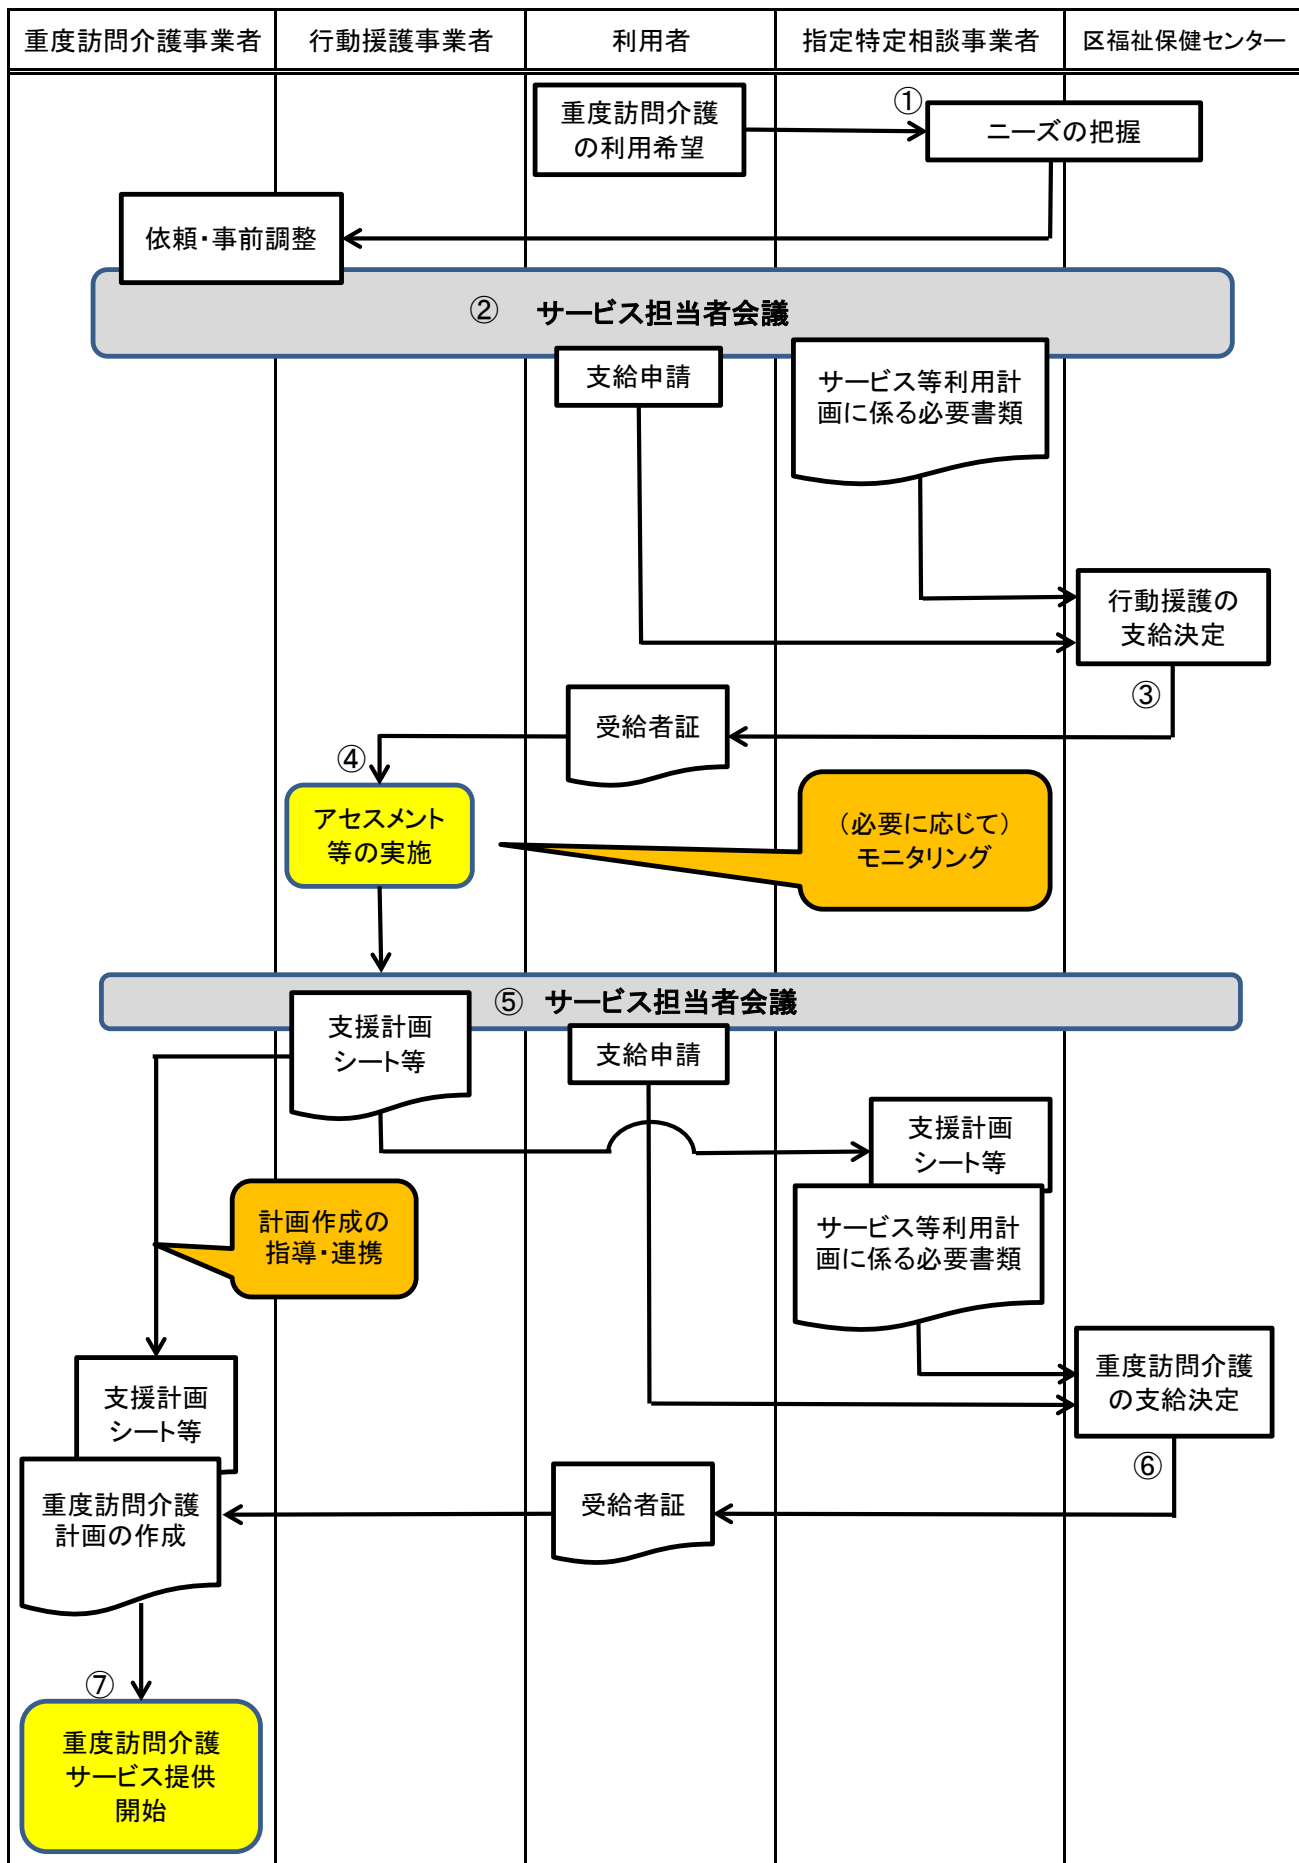 重度訪問介護事業者
行動援護事業者
利用者
指定特定相談事業者
区福祉保健センター
重度訪問介護
の利用希望
①
ニーズの把握
依頼・事前調整
② サービス担当者会議
支給申請
サービス等利用計
画に係る必要書類
行動援護の
支給決定
③
受給者証
④
アセスメント
等の実施
（必要に応じて）
モニタリング
⑤ サービス担当者会議
支援計画
シート等
支給申請
支援計画
シート等
計画作成の
指導・連携
サービス等利用計
画に係る必要書類
重度訪問介護
の支給決定
支援計画
シート等
⑥
重度訪問介護
計画の作成
受給者証
⑦
重度訪問介護
サービス提供
開始